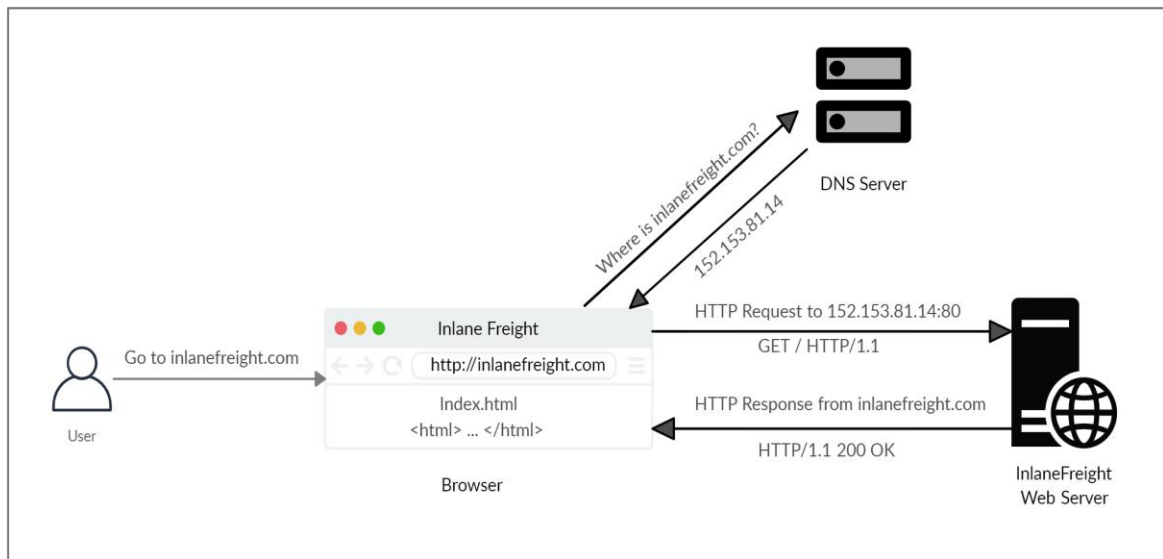 Where is inlanefreight.com?
152.153.81.14
DNS Server
Go to inlanefreight.com
User
Inlane Freight
http://inlanefreight.com
Index.html
<html> ... </html>
Browser
HTTP Request to 152.153.81.14:80
GET / HTTP/1.1
HTTP Response from inlanefreight.com
HTTP/1.1 200 OK
InlaneFreight
Web Server